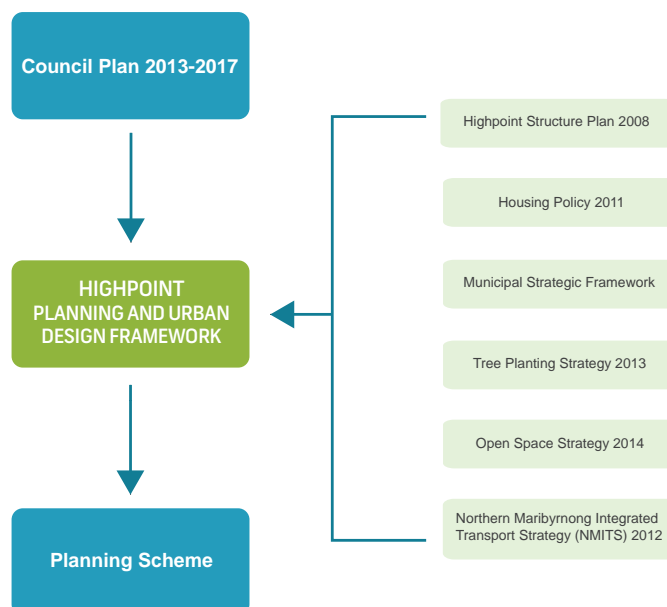 Council Plan 2013-2017
HIGHPOINT
PLANNING AND URBAN
DESIGN FRAMEWORK
Planning Scheme
Highpoint Structure Plan 2008
Housing Policy 2011
Municipal Strategic Framework
Tree Planting Strategy 2013
Open Space Strategy 2014
Northern Maribyrnong Integrated
Transport Strategy (NMITS) 2012